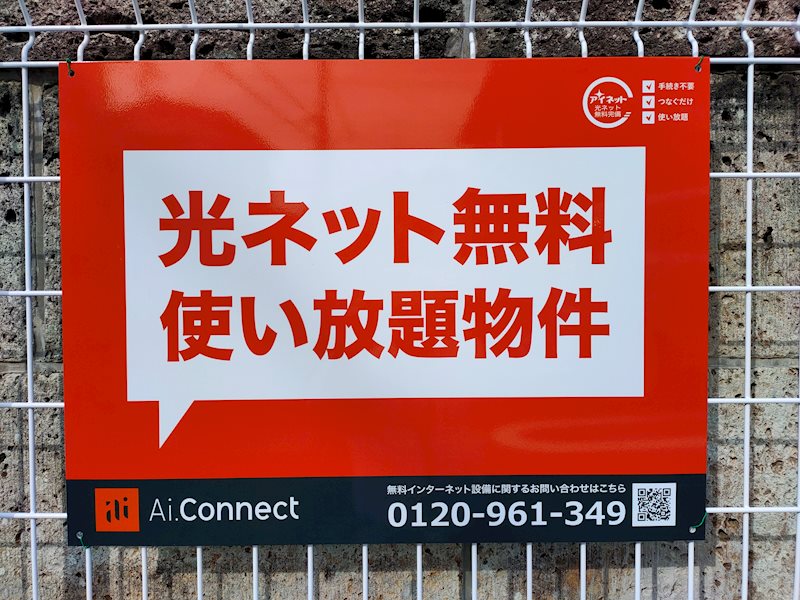 アイネット
光ネット
無料完備
手続き不要
つなぐだけ
使い放題
光ネット無料
使い放題物件
ai
Ai.Connect
無料インターネット設備に関するお問い合わせはこちら
0120-961-349